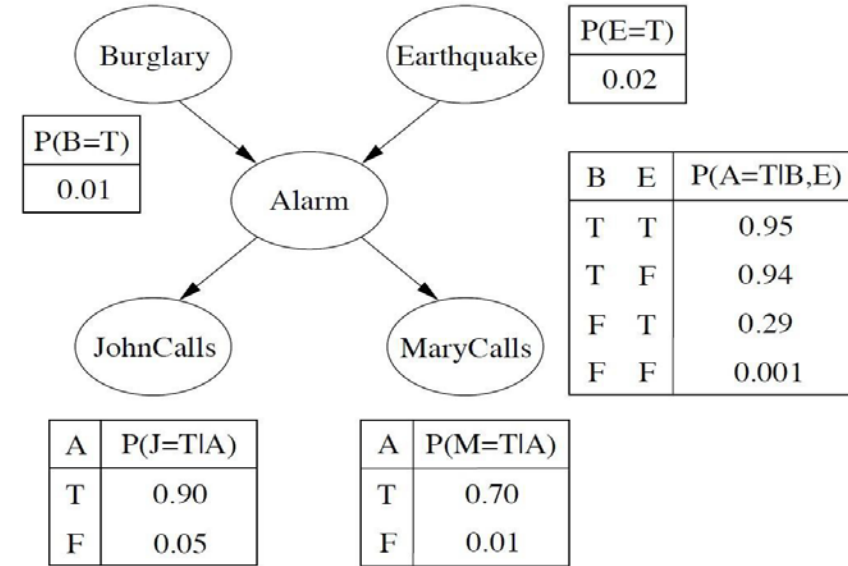 Burglary
Earthquake
P(E=T)
0.02
P(B=T)
0.01
Alarm
B E P(A=T|B,E)
T T 0.95
T F 0.94
F T 0.29
F F 0.001
JohnCalls
MaryCalls
A P(J=T|A)
T 0.90
F 0.05
A P(M=T|A)
T 0.70
F 0.01